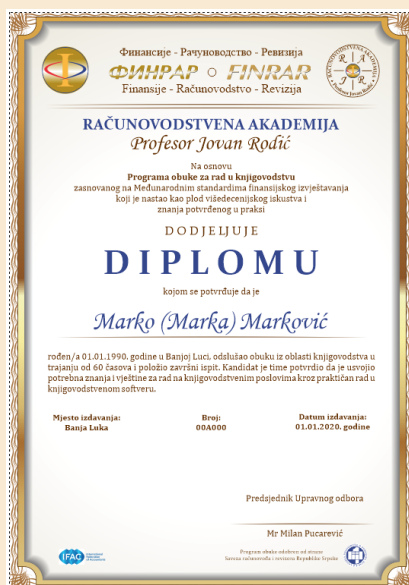 Финансије - Рачуноводство - Ревизија
ФИНРАР ○ FINRAR
Finansije - Računovodstvo - Revizija
RAČUNOVODSTVENA AKADEMIJA
Profesor Jovan Rodić
Na osnovu
Programa obuke za rad u knjigovodstvu
zasnovanog na Međunarodnim standardima finansijskog izvještavanja
koji je nastao kao plod višedecenijskog iskustva i
znanja potvrđenog u praksi
DODJELJUJE
DIPLOMU
kojom se potvrđuje da je
Marko (Marka) Marković
rođen/a 01.01.1990. godine u Banjoj Luci, odslušao obuku iz oblasti knjigovodstva u
trajanju od 60 časova i položio završni ispit. Kandidat je time potvrdio da je usvojio
potrebna znanja i vještine za rad na knjigovodstvenim poslovima kroz praktičan rad u
knjigovodstvenom softveru.
Mjesto izdavanja: Broj: Datum izdavanja:
Banja Luka 00A000 01.01.2020. godine
Predsjednik Upravnog odbora
Mr Milan Pucarević
IFAC
Program obuke odobren od strane
Saveza računovođa i revizora Republike Srpske